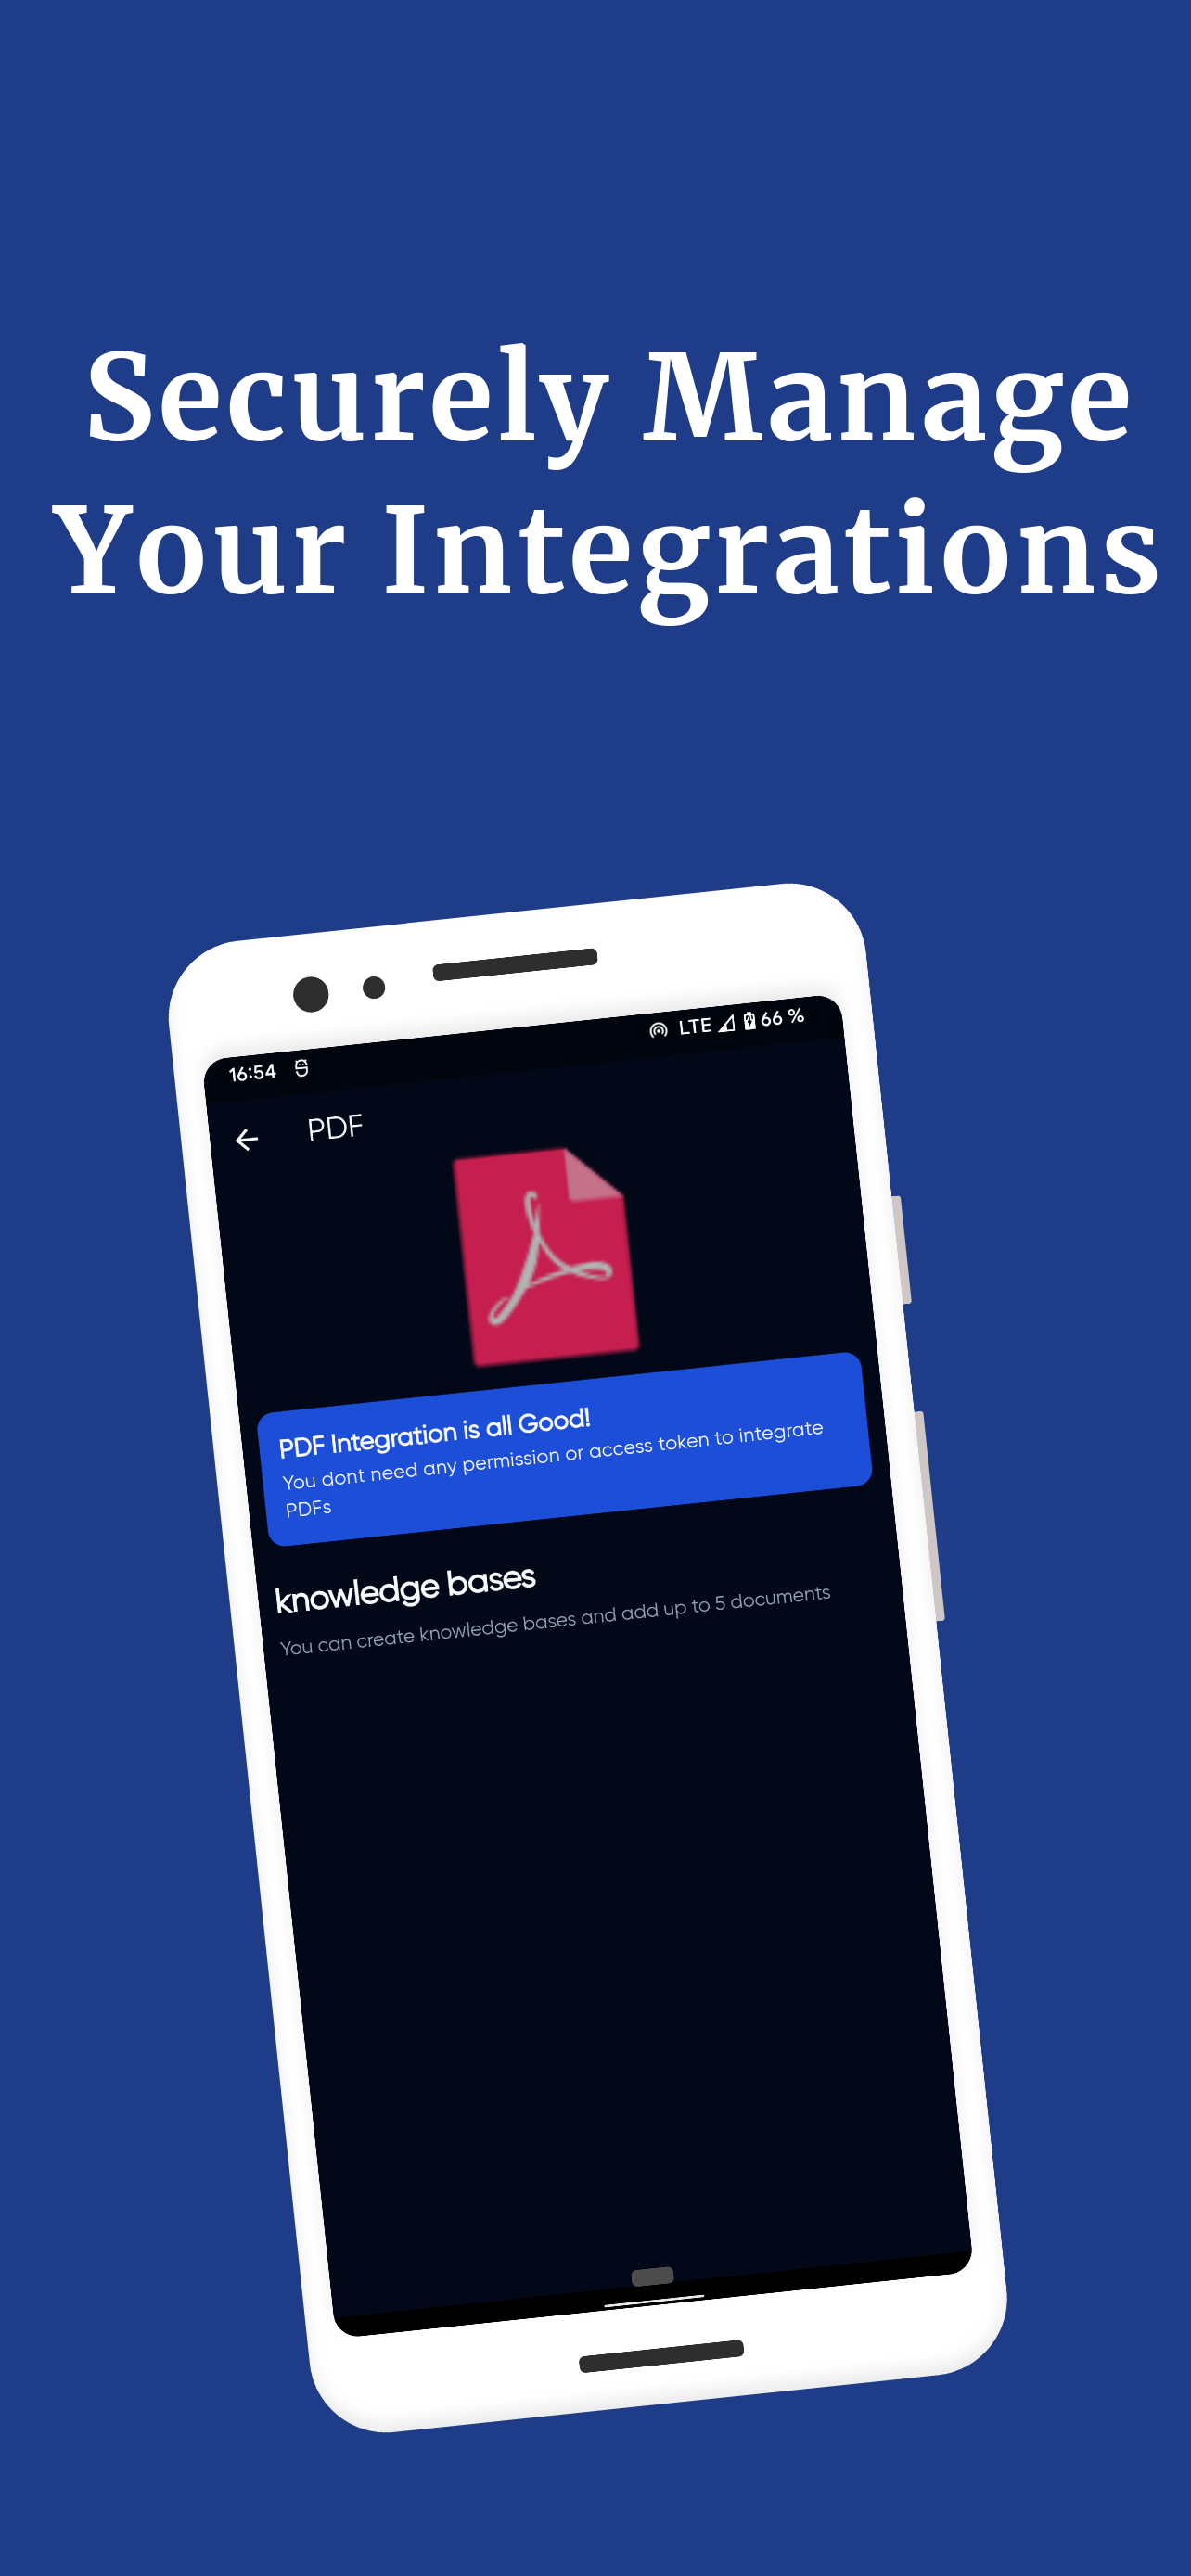 Securely Manage
Your Integrations
16:54 LTE 66 %
PDF
PDF Integration is all Good!
You dont need any permission or access token to integrate
PDFs
knowledge bases
You can create knowledge bases and add up to 5 documents